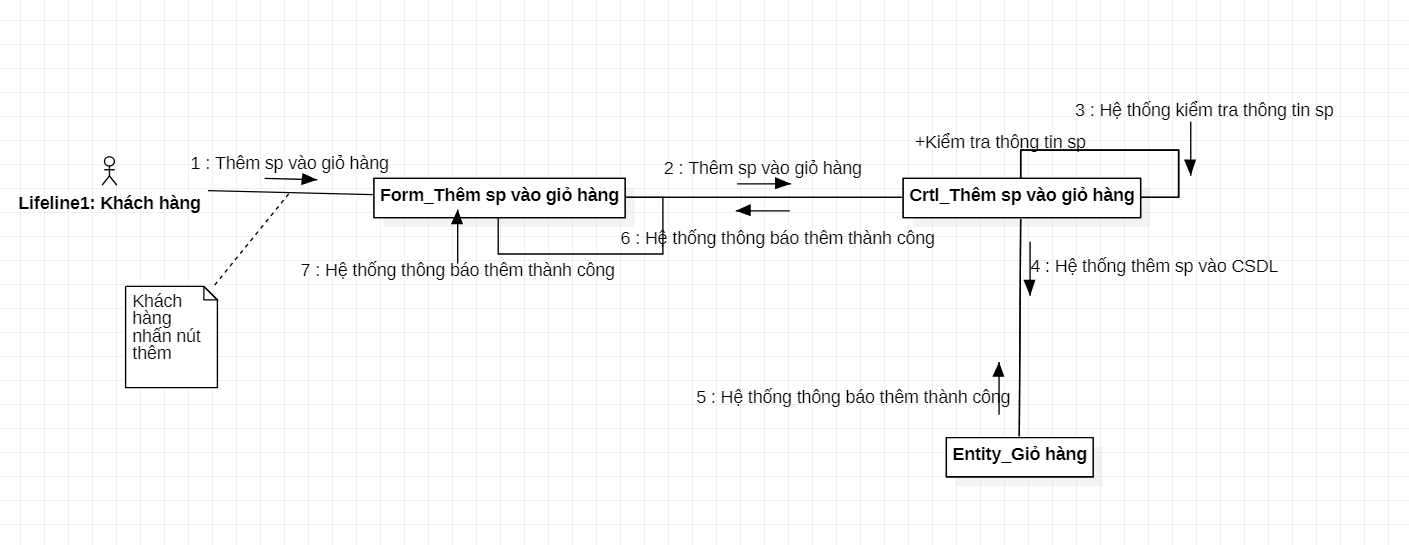 3 : Hệ thống kiểm tra thông tin sp
+Kiểm tra thông tin sp
1 : Thêm sp vào giỏ hàng
2 : Thêm sp vào giỏ hàng
Lifeline1: Khách hàng
Form_Thêm sp vào giỏ hàng
Crtl_Thêm sp vào giỏ hàng
6 : Hệ thống thông báo thêm thành công
7 : Hệ thống thông báo thêm thành công
4 : Hệ thống thêm sp vào CSDL
Khách
hàng
nhấn nút
thêm
5 : Hệ thống thông báo thêm thành công
Entity_Giỏ hàng